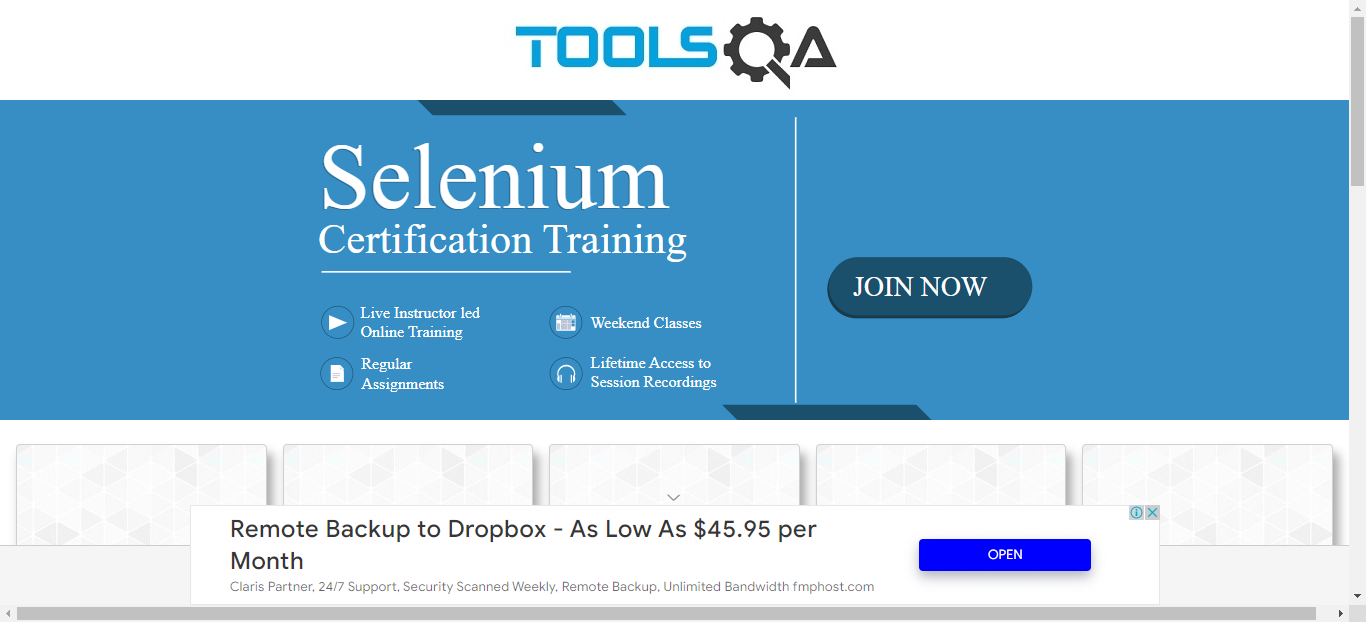 TOOLSQA
Selenium
Certification Training
JOIN NOW
Live Instructor led
Online Training
Weekend Classes
Regular
Assignments
Lifetime Access to
Session Recordings
Remote Backup to Dropbox - As Low As $45.95 per
Month
OPEN
Claris Partner, 24/7 Support, Security Scanned Weekly, Remote Backup, Unlimited Bandwidth fmphost.com